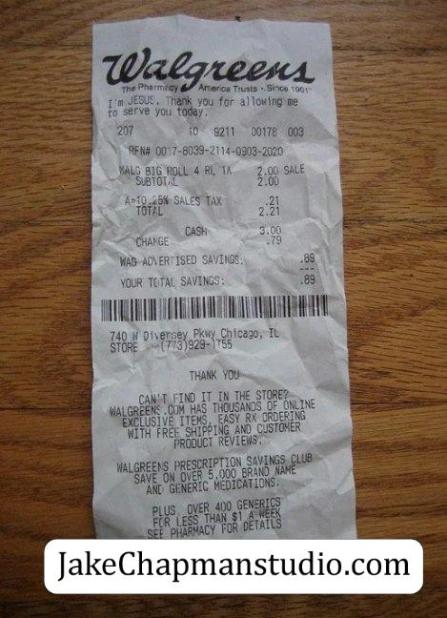 Walgreens
The Pharmacy America Trusts • Since 1901
I'm JESUS. Thank you for allowing me
to serve you today.
207 10 9211 00178 003
RFN# 0017-8039-2114-0903-2020
WALG BIG ROLL 4 RL 1A 2.00 SALE
SUBTOTAL 2.00
A=10.25% SALES TAX .21
TOTAL 2.21
CASH 3.00
CHANGE .79
WAG ADVERTISED SAVINGS: .89
---
YOUR TOTAL SAVINGS: .89
740 W Diversey Pkwy Chicago, IL
STORE (773)929-1755
THANK YOU
CAN'T FIND IT IN THE STORE?
WALGREENS.COM HAS THOUSANDS OF ONLINE
EXCLUSIVE ITEMS, EASY RX ORDERING
WITH FREE SHIPPING AND CUSTOMER
PRODUCT REVIEWS.
WALGREENS PRESCRIPTION SAVINGS CLUB
SAVE ON OVER 5,000 BRAND NAME
AND GENERIC MEDICATIONS.
PLUS, OVER 400 GENERICS
FOR LESS THAN $1 A WEEK
SEE PHARMACY FOR DETAILS
JakeChapmanstudio.com